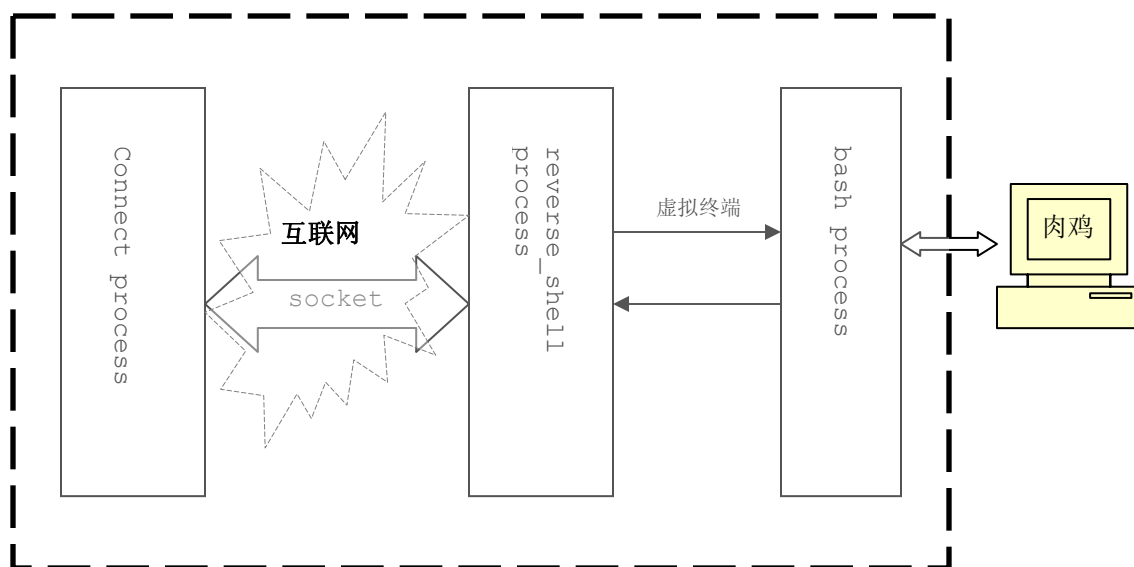 Connect process
互联网
socket
reverse_shell
process
虚拟终端
bash process
肉鸡